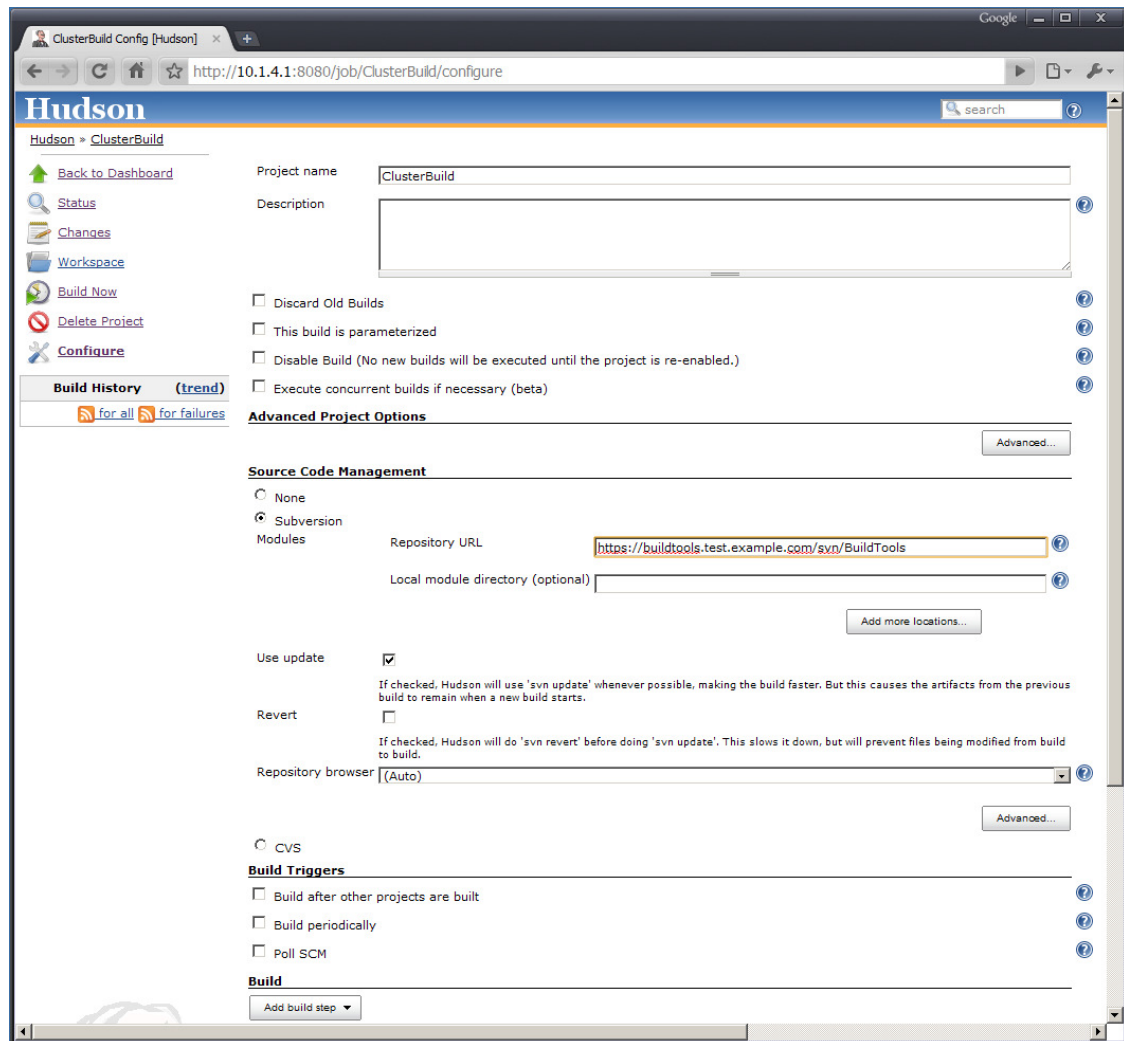 Google
ClusterBuild Config [Hudson]
http://10.1.4.1:8080/job/ClusterBuild/configure
Hudson
search
Hudson » ClusterBuild
Back to Dashboard
Status
Changes
Workspace
Build Now
Delete Project
Configure
Build History (trend)
for all for failures
Project name ClusterBuild
Description
Discard Old Builds
This build is parameterized
Disable Build (No new builds will be executed until the project is re-enabled.)
Execute concurrent builds if necessary (beta)
Advanced Project Options
Advanced...
Source Code Management
None
Subversion
Modules
Repository URL https://buildtools.test.example.com/svn/BuildTools
Local module directory (optional)
Add more locations...
Use update
If checked, Hudson will use 'svn update' whenever possible, making the build faster. But this causes the artifacts from the previous
build to remain when a new build starts.
Revert
If checked, Hudson will do 'svn revert' before doing 'svn update'. This slows it down, but will prevent files being modified from build
to build.
Repository browser (Auto)
Advanced...
CVS
Build Triggers
Build after other projects are built
Build periodically
Poll SCM
Build
Add build step